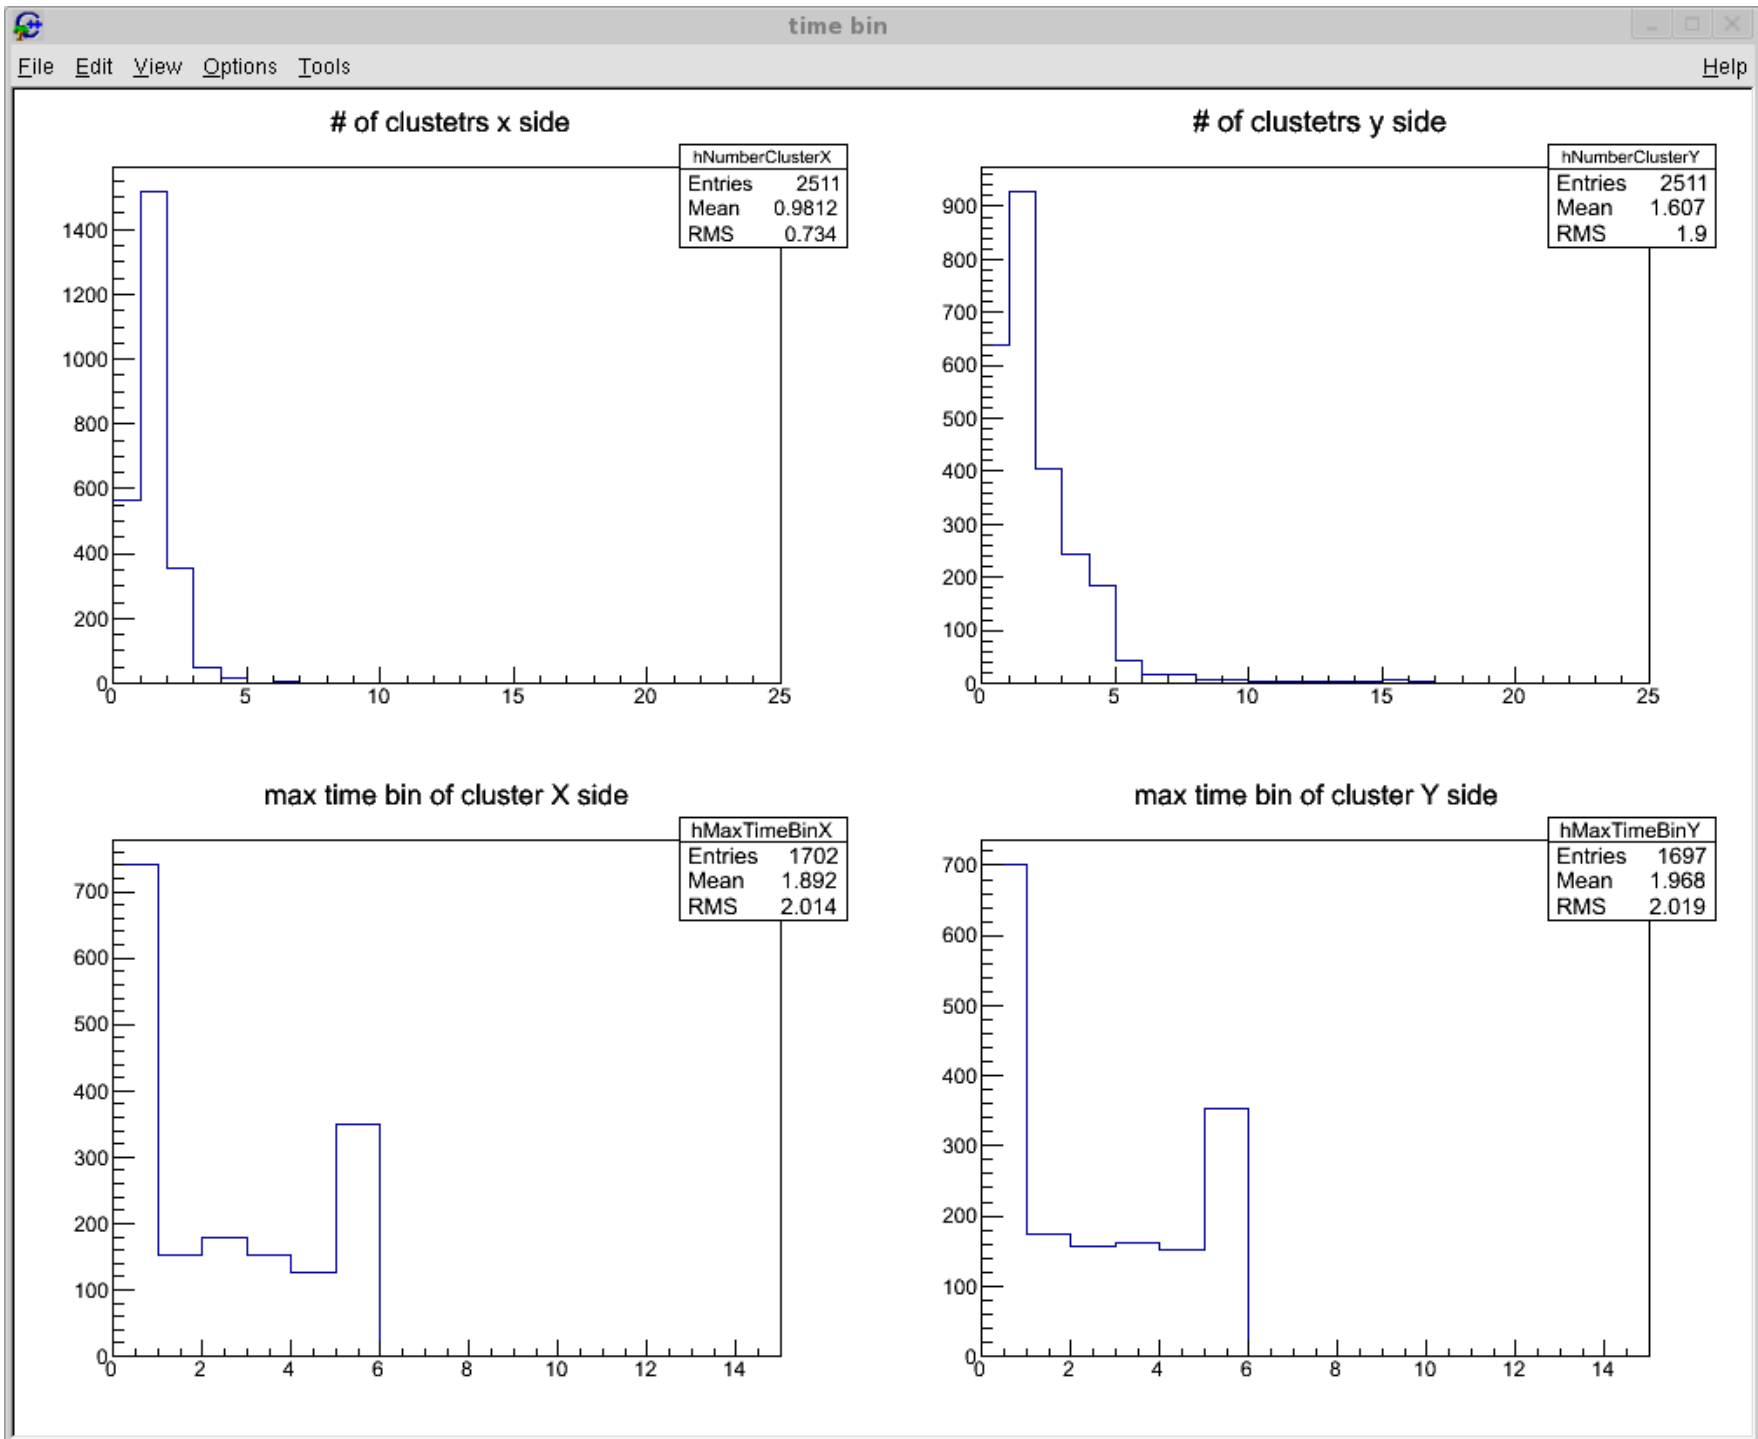 time bin
File Edit View Options Tools Help
# of clustetrs x side
hNumberClusterX
Entries 2511
Mean 0.9812
RMS 0.734
1400
1200
1000
800
600
400
200
0
0 5 10 15 20 25
# of clustetrs y side
hNumberClusterY
Entries 2511
Mean 1.607
RMS 1.9
900
800
700
600
500
400
300
200
100
0
0 5 10 15 20 25
max time bin of cluster X side
hMaxTimeBinX
Entries 1702
Mean 1.892
RMS 2.014
700
600
500
400
300
200
100
0
0 2 4 6 8 10 12 14
max time bin of cluster Y side
hMaxTimeBinY
Entries 1697
Mean 1.968
RMS 2.019
700
600
500
400
300
200
100
0
0 2 4 6 8 10 12 14